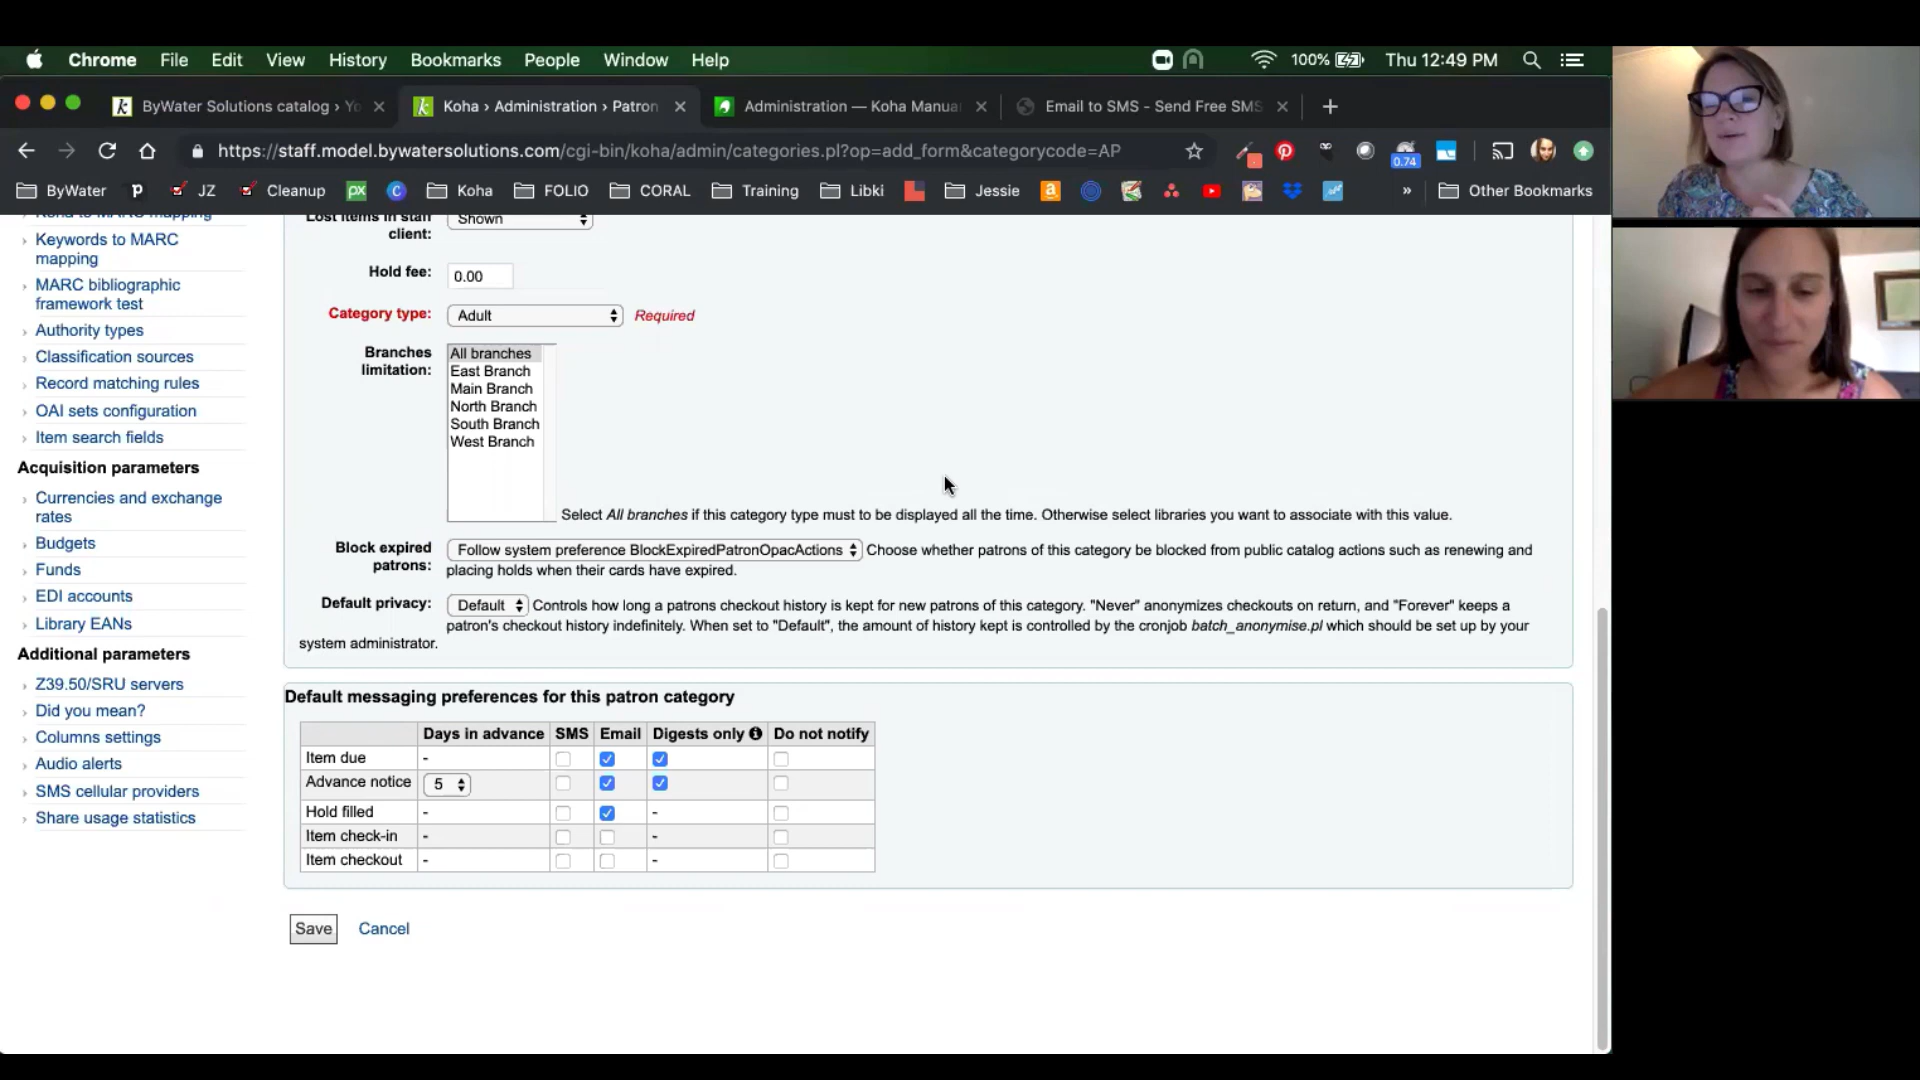 Chrome File Edit View History Bookmarks People Window Help 100% Thu 12:49 PM
ByWater Solutions catalog › Yo
Koha › Administration › Patron
Administration — Koha Manua
Email to SMS - Send Free SMS
https://staff.model.bywatersolutions.com/cgi-bin/koha/admin/categories.pl?op=add_form&categorycode=AP
0.74
ByWater JZ Cleanup Koha FOLIO CORAL Training Libki Jessie » Other Bookmarks
Koha to MARC mapping
Keywords to MARC
mapping
MARC bibliographic
framework test
Authority types
Classification sources
Record matching rules
OAI sets configuration
Item search fields
Acquisition parameters
Currencies and exchange
rates
Budgets
Funds
EDI accounts
Library EANs
Additional parameters
Z39.50/SRU servers
Did you mean?
Columns settings
Audio alerts
SMS cellular providers
Share usage statistics
Lost items in staff Shown
client:
Hold fee: 0.00
Category type: Adult Required
Branches
limitation:
All branches
East Branch
Main Branch
North Branch
South Branch
West Branch
Select All branches if this category type must to be displayed all the time. Otherwise select libraries you want to associate with this value.
Block expired
patrons:
Follow system preference BlockExpiredPatronOpacActions Choose whether patrons of this category be blocked from public catalog actions such as renewing and
placing holds when their cards have expired.
Default privacy: Default Controls how long a patrons checkout history is kept for new patrons of this category. "Never" anonymizes checkouts on return, and "Forever" keeps a
patron's checkout history indefinitely. When set to "Default", the amount of history kept is controlled by the cronjob batch_anonymise.pl which should be set up by your
system administrator.
Default messaging preferences for this patron category
Days in advance SMS Email Digests only Do not notify
Item due -
Advance notice 5
Hold filled - -
Item check-in - -
Item checkout - -
Save Cancel